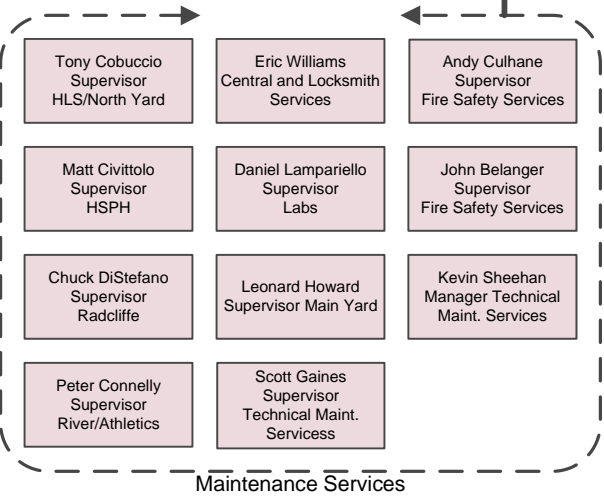 Tony Cobuccio
Supervisor
HLS/North Yard
Eric Williams
Central and Locksmith
Services
Andy Culhane
Supervisor
Fire Safety Services
Matt Civittolo
Supervisor
HSPH
Daniel Lampariello
Supervisor
Labs
John Belanger
Supervisor
Fire Safety Services
Chuck DiStefano
Supervisor
Radcliffe
Leonard Howard
Supervisor Main Yard
Kevin Sheehan
Manager Technical
Maint. Services
Peter Connelly
Supervisor
River/Athletics
Scott Gaines
Supervisor
Technical Maint.
Servicess
Maintenance Services